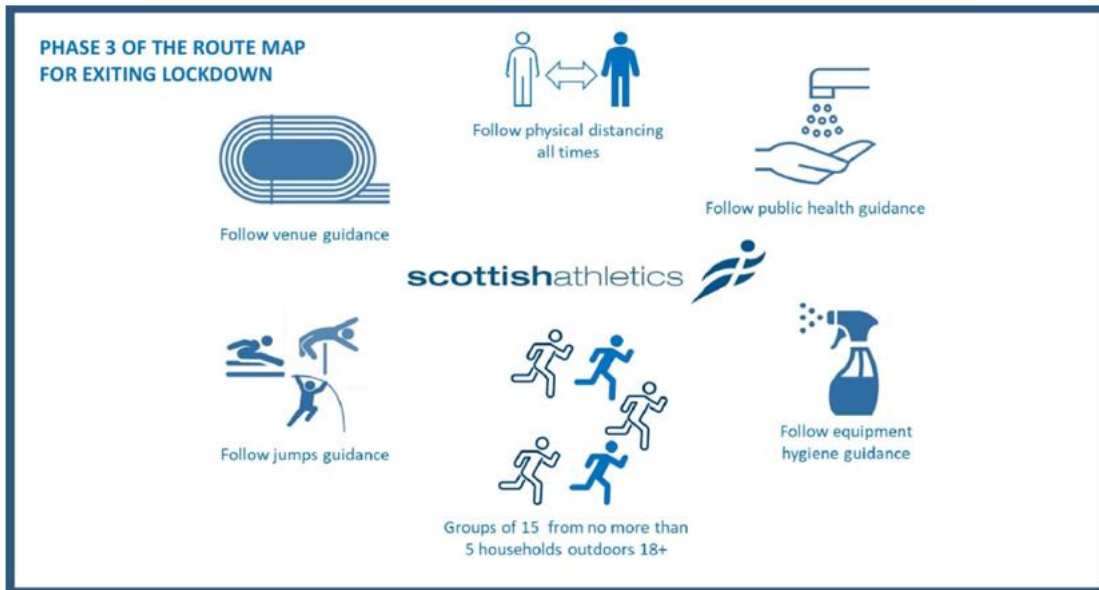 PHASE 3 OF THE ROUTE MAP
FOR EXITING LOCKDOWN
Follow physical distancing
all times
Follow public health guidance
Follow venue guidance
scottishathletics
Follow jumps guidance
Follow equipment
hygiene guidance
Groups of 15 from no more than
5 households outdoors 18+